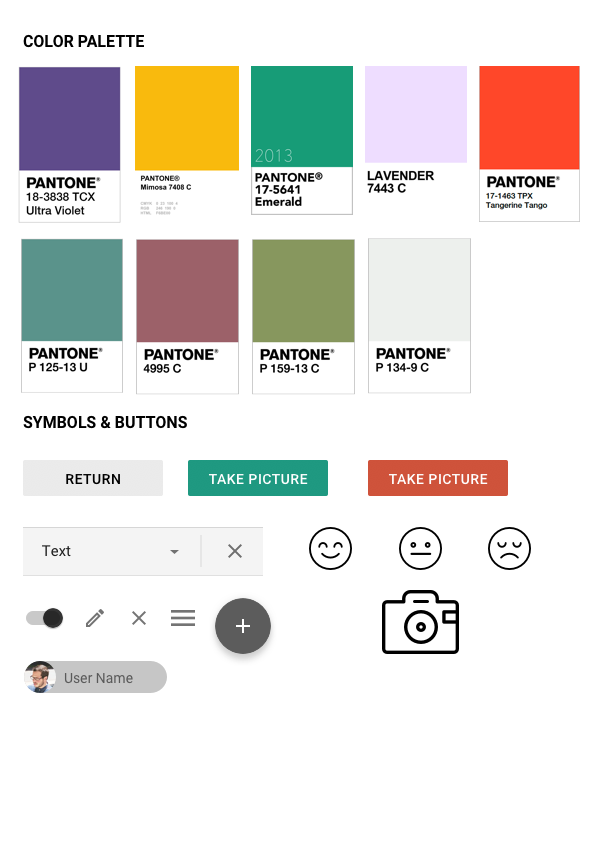 COLOR PALETTE
2013
PANTONE®
18-3838 TCX
Ultra Violet
PANTONE®
Mimosa 7408 C
PANTONE®
17-5641
Emerald
LAVENDER
7443 C
PANTONE®
17-1463 TPX
Tangerine Tango
PANTONE®
P 125-13 U
PANTONE®
4995 C
PANTONE®
P 159-13 C
PANTONE®
P 134-9 C
SYMBOLS & BUTTONS
RETURN
TAKE PICTURE
TAKE PICTURE
Text
User Name